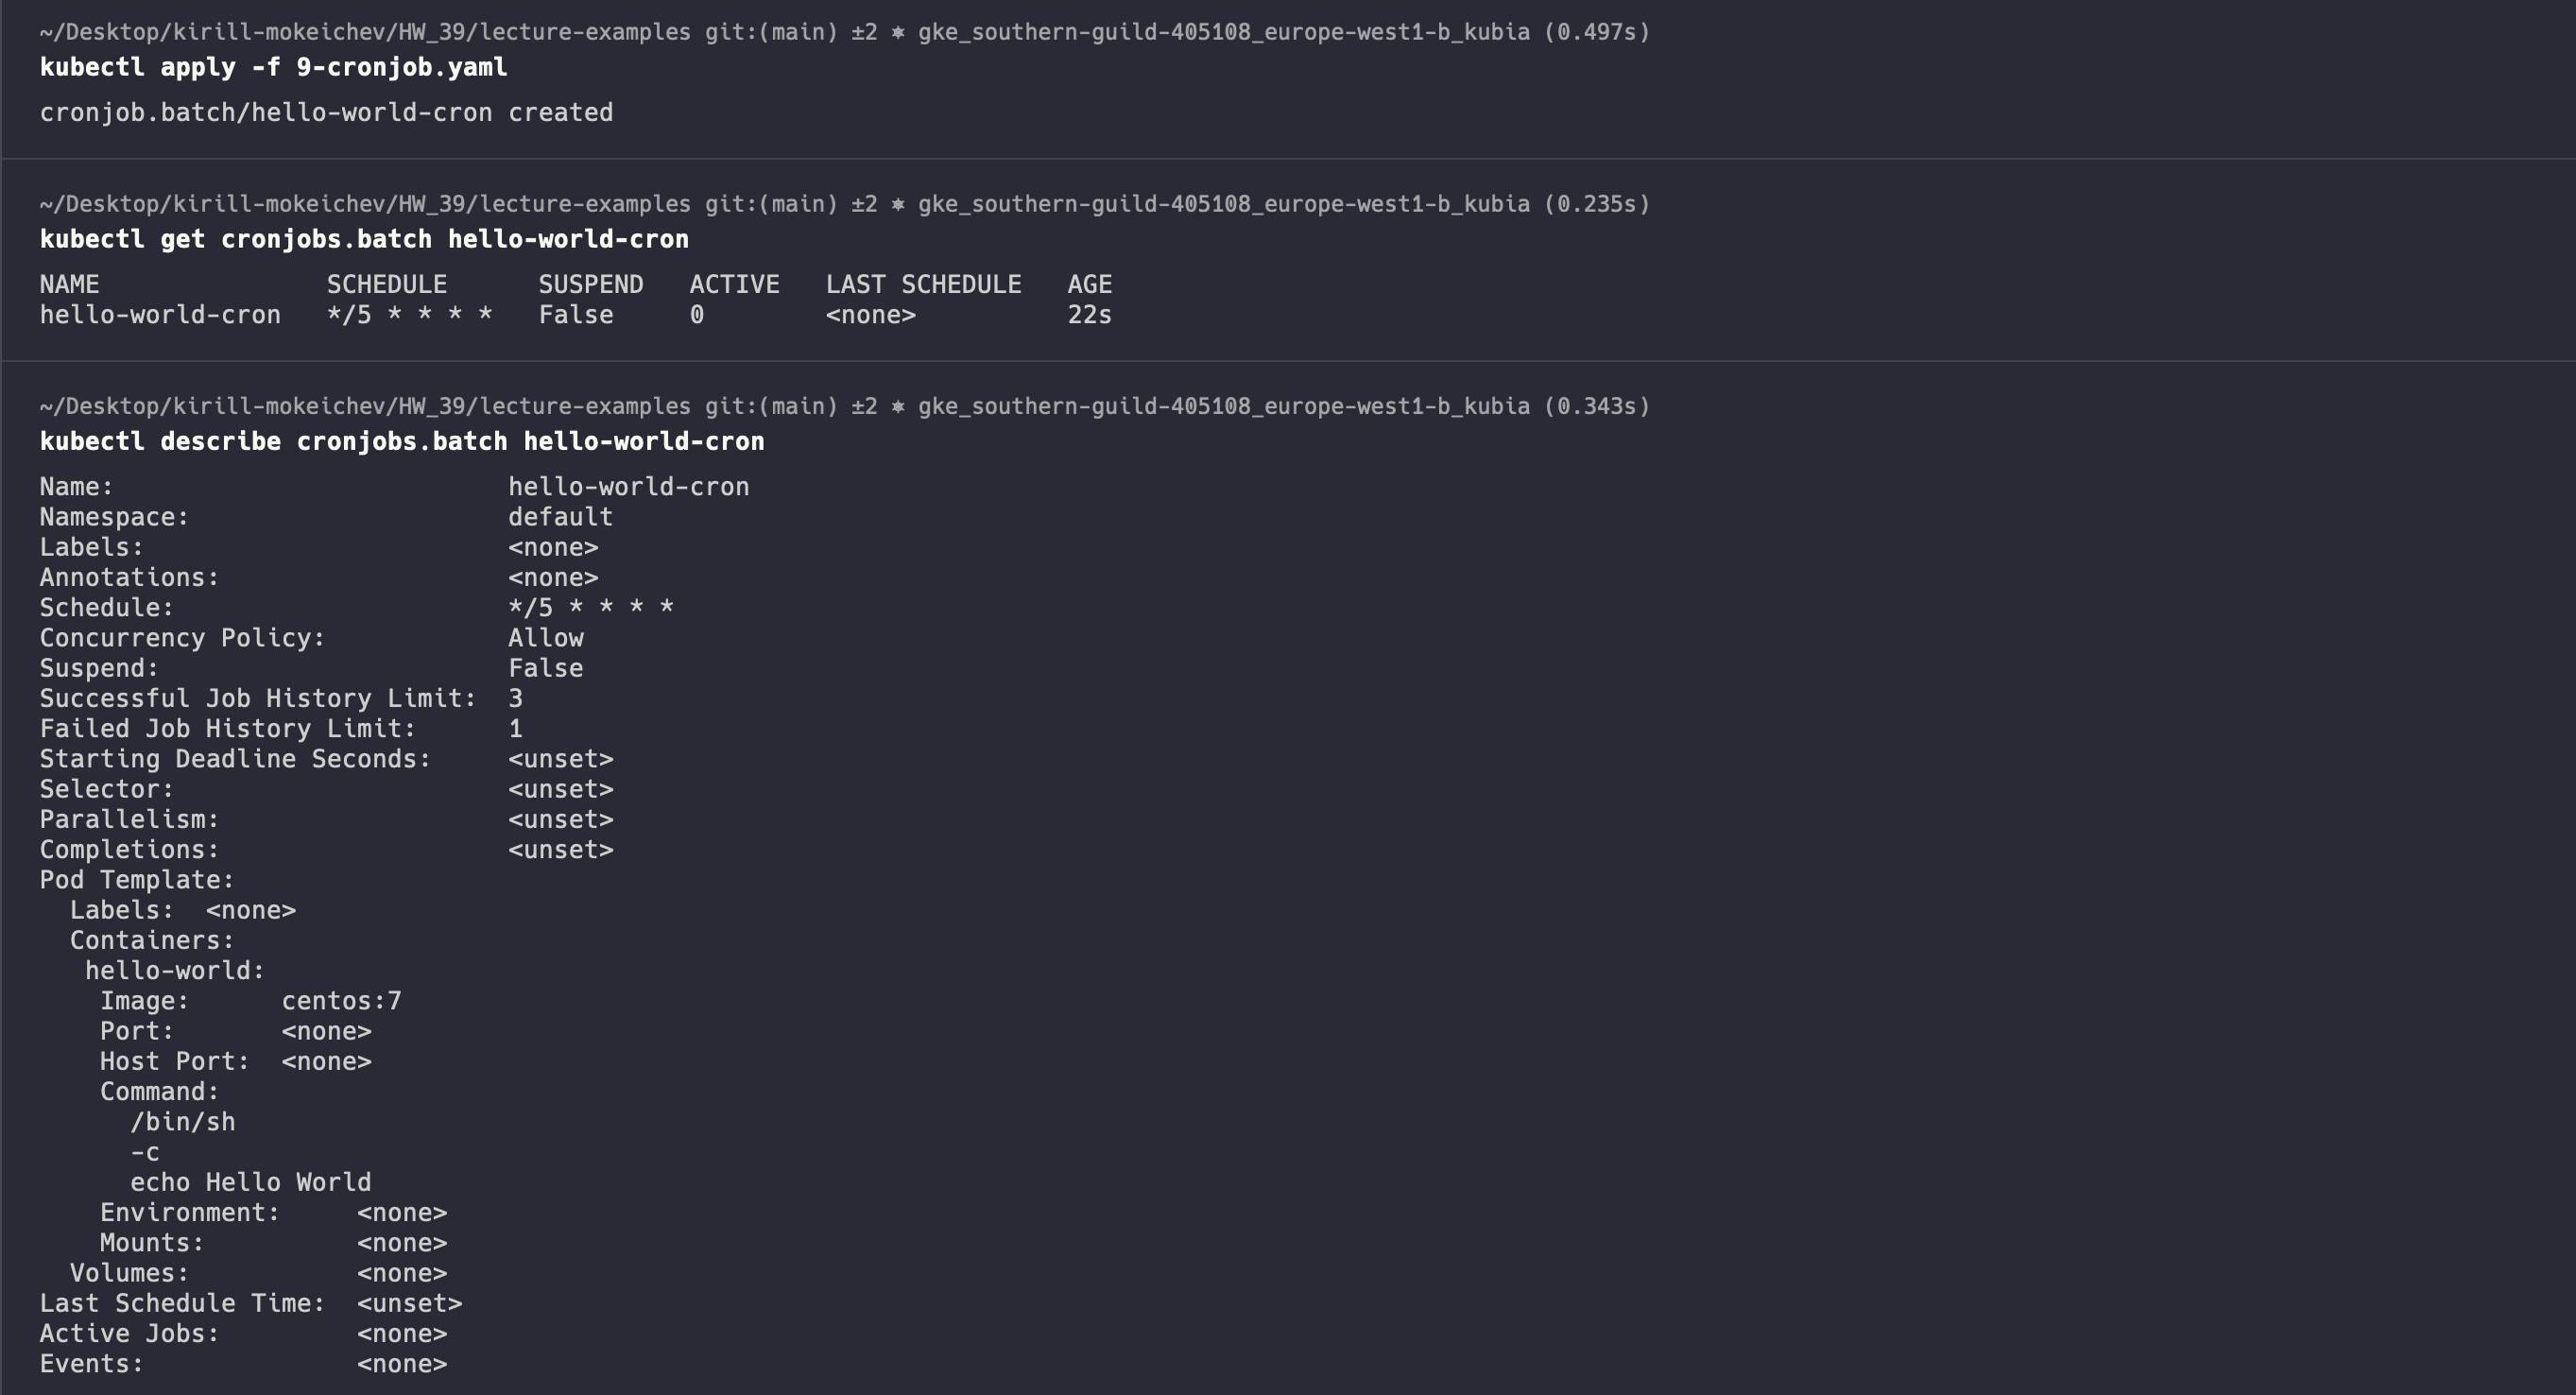 ~/Desktop/kirill-mokeichev/HW_39/lecture-examples git:(main) ±2 ⎈ gke_southern-guild-405108_europe-west1-b_kubia (0.497s)
kubectl apply -f 9-cronjob.yaml
cronjob.batch/hello-world-cron created
~/Desktop/kirill-mokeichev/HW_39/lecture-examples git:(main) ±2 ⎈ gke_southern-guild-405108_europe-west1-b_kubia (0.235s)
kubectl get cronjobs.batch hello-world-cron
NAME               SCHEDULE      SUSPEND   ACTIVE   LAST SCHEDULE   AGE
hello-world-cron   */5 * * * *   False     0        <none>          22s
~/Desktop/kirill-mokeichev/HW_39/lecture-examples git:(main) ±2 ⎈ gke_southern-guild-405108_europe-west1-b_kubia (0.343s)
kubectl describe cronjobs.batch hello-world-cron
Name:                          hello-world-cron
Namespace:                     default
Labels:                        <none>
Annotations:                   <none>
Schedule:                      */5 * * * *
Concurrency Policy:            Allow
Suspend:                       False
Successful Job History Limit:  3
Failed Job History Limit:      1
Starting Deadline Seconds:     <unset>
Selector:                      <unset>
Parallelism:                   <unset>
Completions:                   <unset>
Pod Template:
  Labels:  <none>
  Containers:
   hello-world:
    Image:      centos:7
    Port:       <none>
    Host Port:  <none>
    Command:
      /bin/sh
      -c
      echo Hello World
    Environment:     <none>
    Mounts:          <none>
  Volumes:           <none>
Last Schedule Time:  <unset>
Active Jobs:         <none>
Events:              <none>